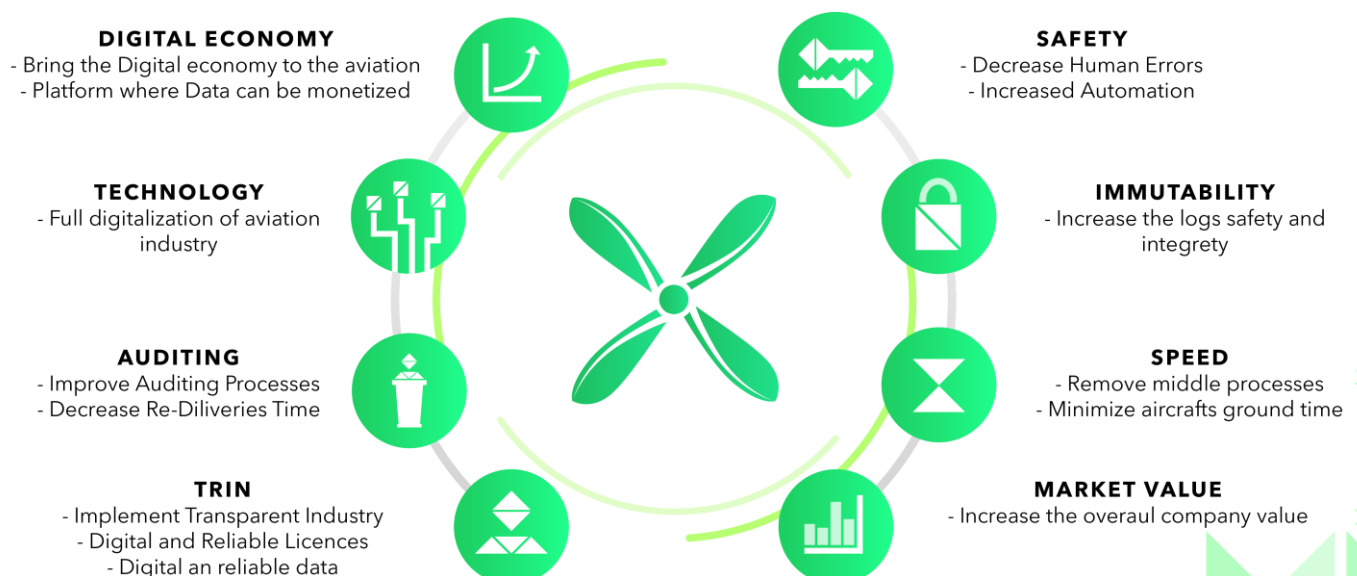 DIGITAL ECONOMY
- Bring the Digital economy to the aviation
- Platform where Data can be monetized
TECHNOLOGY
- Full digitalization of aviation
industry
AUDITING
- Improve Auditing Processes
- Decrease Re-Diliveries Time
TRIN
- Implement Transparent Industry
- Digital and Reliable Licences
- Digital an reliable data
SAFETY
- Decrease Human Errors
- Increased Automation
IMMUTABILITY
- Increase the logs safety and
integrety
SPEED
- Remove middle processes
- Minimize aircrafts ground time
MARKET VALUE
- Increase the overaul company value